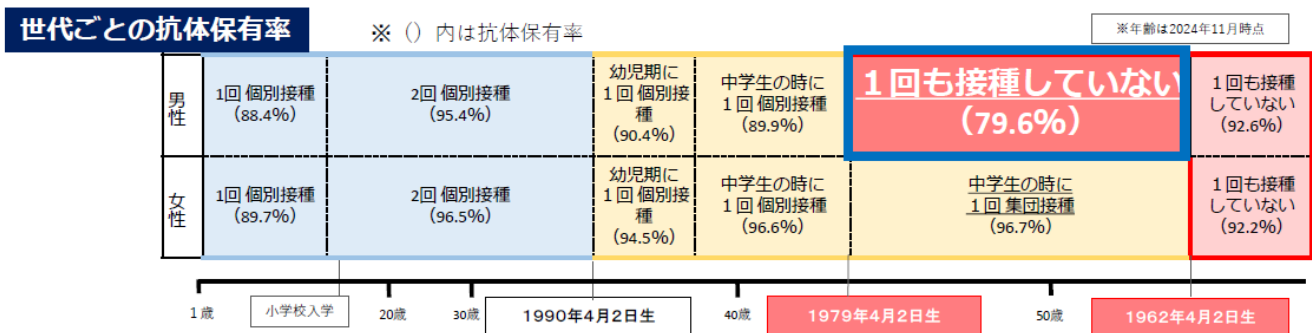 世代ごとの抗体保有率
※ () 内は抗体保有率
※年齢は2024年11月時点
男性
1回 個別接種
(88.4%)
2回 個別接種
(95.4%)
幼児期に
1回 個別接
種
(90.4%)
中学生の時に
1回 個別接種
(89.9%)
1回も接種していない
(79.6%)
1回も接種
していない
(92.6%)
女性
1回 個別接種
(89.7%)
2回 個別接種
(96.5%)
幼児期に
1回 個別接
種
(94.5%)
中学生の時に
1回 個別接種
(96.6%)
中学生の時に
1回 集団接種
(96.7%)
1回も接種
していない
(92.2%)
1歳
小学校入学
20歳
30歳
1990年4月2日生
40歳
1979年4月2日生
50歳
1962年4月2日生